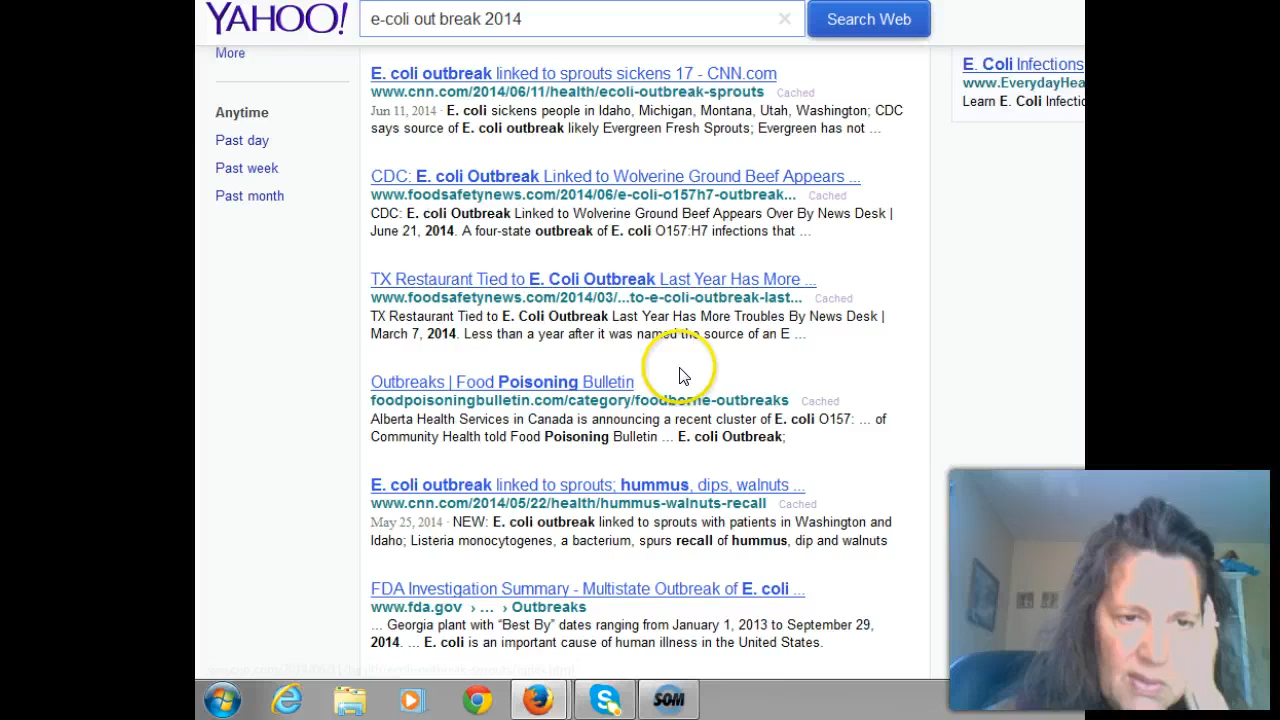 YAHOO!
e-coli out break 2014
Search Web
More
Anytime
Past day
Past week
Past month
E. coli outbreak linked to sprouts sickens 17 - CNN.com
www.cnn.com/2014/06/11/health/ecoli-outbreak-sprouts Cached
Jun 11, 2014 · E. coli sickens people in Idaho, Michigan, Montana, Utah, Washington; CDC
says source of E. coli outbreak likely Evergreen Fresh Sprouts; Evergreen has not ...
CDC: E. coli Outbreak Linked to Wolverine Ground Beef Appears ...
www.foodsafetynews.com/2014/06/e-coli-o157h7-outbreak... Cached
CDC: E. coli Outbreak Linked to Wolverine Ground Beef Appears Over By News Desk |
June 21, 2014. A four-state outbreak of E. coli O157:H7 infections that ...
TX Restaurant Tied to E. Coli Outbreak Last Year Has More ...
www.foodsafetynews.com/2014/03/...to-e-coli-outbreak-last... Cached
TX Restaurant Tied to E. Coli Outbreak Last Year Has More Troubles By News Desk |
March 7, 2014. Less than a year after it was named the source of an E ...
Outbreaks | Food Poisoning Bulletin
foodpoisoningbulletin.com/category/foodborne-outbreaks Cached
Alberta Health Services in Canada is announcing a recent cluster of E. coli O157: ... of
Community Health told Food Poisoning Bulletin ... E. coli Outbreak;
E. coli outbreak linked to sprouts; hummus, dips, walnuts ...
www.cnn.com/2014/05/22/health/hummus-walnuts-recall Cached
May 25, 2014 · NEW: E. coli outbreak linked to sprouts with patients in Washington and
Idaho; Listeria monocytogenes, a bacterium, spurs recall of hummus, dip and walnuts
FDA Investigation Summary - Multistate Outbreak of E. coli ...
www.fda.gov › ... › Outbreaks
... Georgia plant with “Best By” dates ranging from January 1, 2013 to September 29,
2014. ... E. coli is an important cause of human illness in the United States.
E. Coli Infections
www.EverydayHea
Learn E. Coli Infectio
www.cnn.com/2014/06/11/health/ecoli-outbreak-sprouts/index.html
SOM